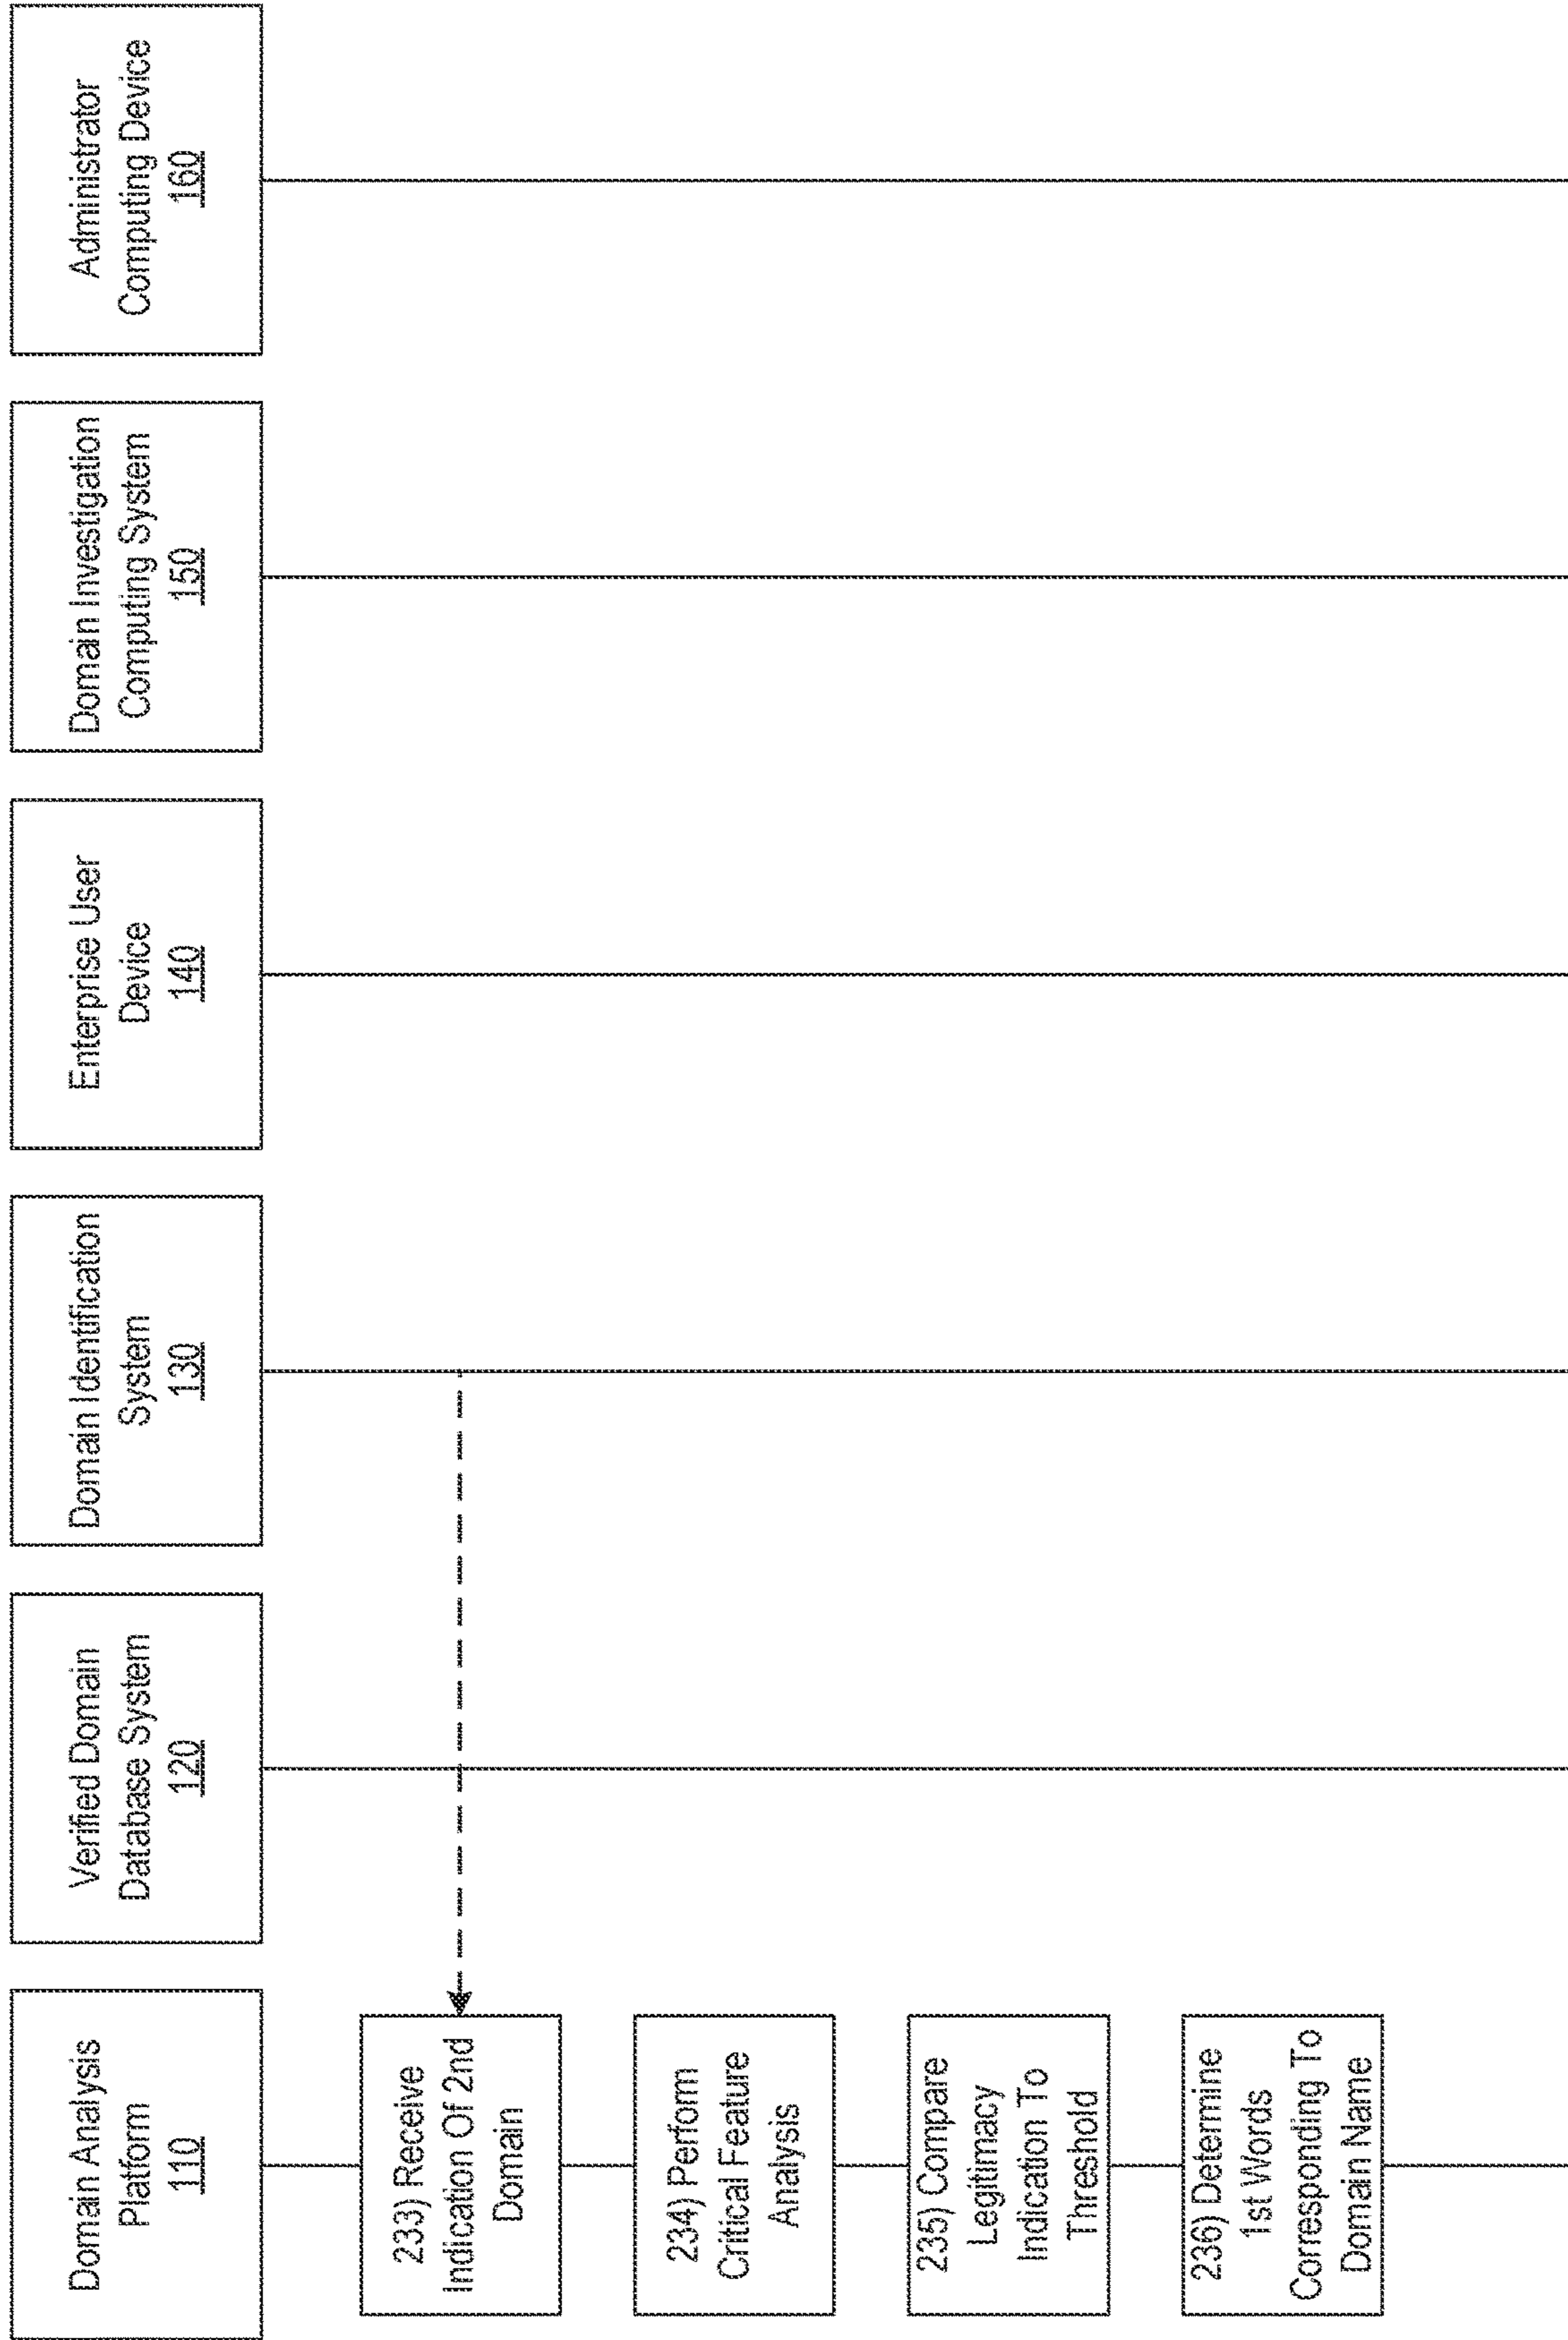 Domain Analysis
Platform
110
Verified Domain
Database System
120
Domain Identification
System
130
Enterprise User
Device
140
Domain Investigation
Computing System
150
Administrator
Computing Device
160
233) Receive
Indication Of 2nd
Domain
234) Perform
Critical Feature
Analysis
235) Compare
Legitimacy
Indication To
Threshold
236) Determine
1st Words
Corresponding To
Domain Name